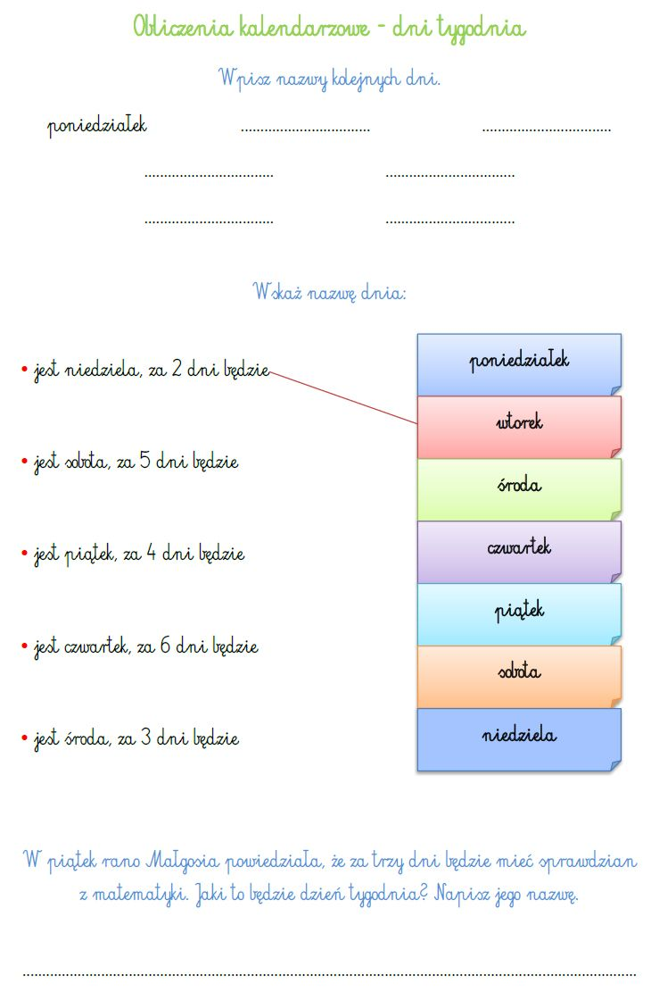 Obliczenia kalendarzowe - dni tygodnia
Wpisz nazwy kolejnych dni.
poniedziałek ................................. .................................
................................. .................................
................................. .................................
Wskaż nazwę dnia:
• jest niedziela, za 2 dni będzie
• jest sobota, za 5 dni będzie
• jest piątek, za 4 dni będzie
• jest czwartek, za 6 dni będzie
• jest środa, za 3 dni będzie
poniedziałek
wtorek
środa
czwartek
piątek
sobota
niedziela
W piątek rano Małgosia powiedziała, że za trzy dni będzie mieć sprawdzian
z matematyki. Jaki to będzie dzień tygodnia? Napisz jego nazwę.
................................................................................